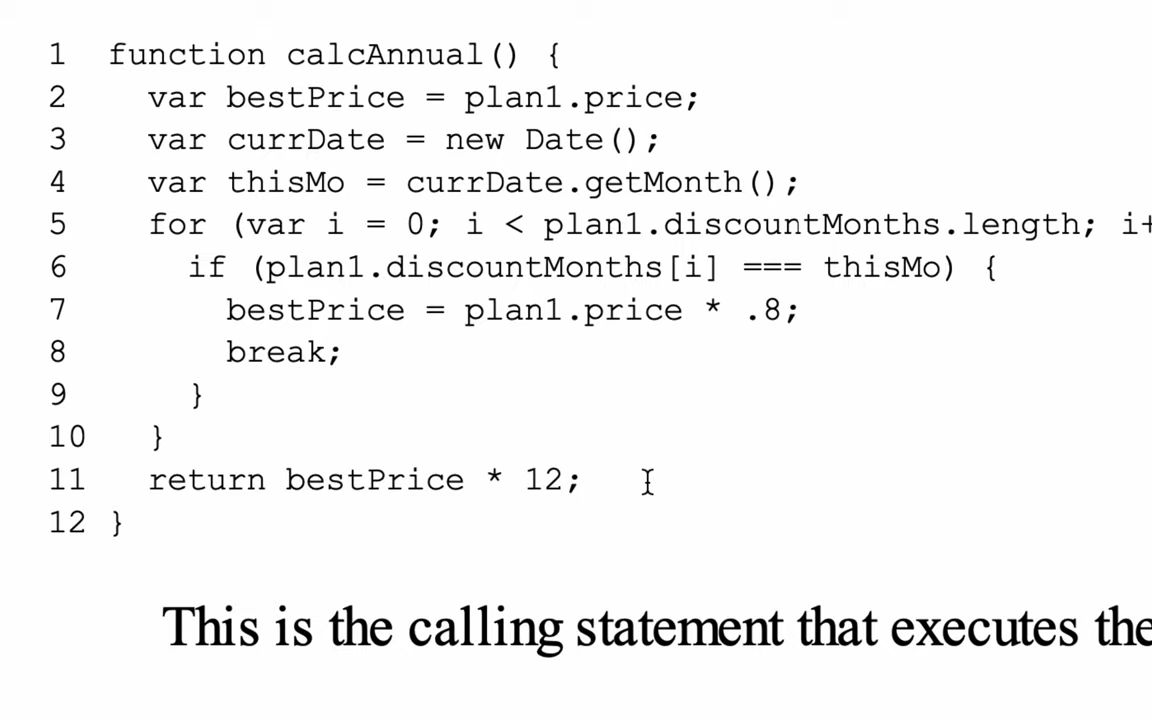 1 function calcAnnual() {
2 var bestPrice = plan1.price;
3 var currDate = new Date();
4 var thisMo = currDate.getMonth();
5 for (var i = 0; i < plan1.discountMonths.length; i+
6 if (plan1.discountMonths[i] === thisMo) {
7 bestPrice = plan1.price * .8;
8 break;
9 }
10 }
11 return bestPrice * 12;
12 }
This is the calling statement that executes the